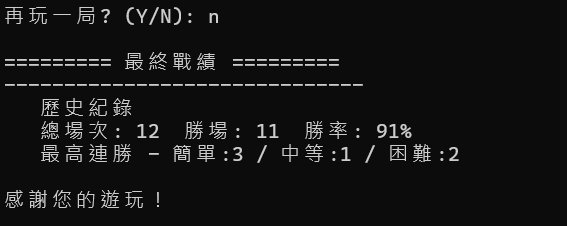 再玩一局? (Y/N): n
========= 最終戰績 =========
------------------------------
歷史紀錄
總場次: 12 勝場: 11 勝率: 91%
最高連勝 - 簡單:3 / 中等:1 / 困難:2
感謝您的遊玩！